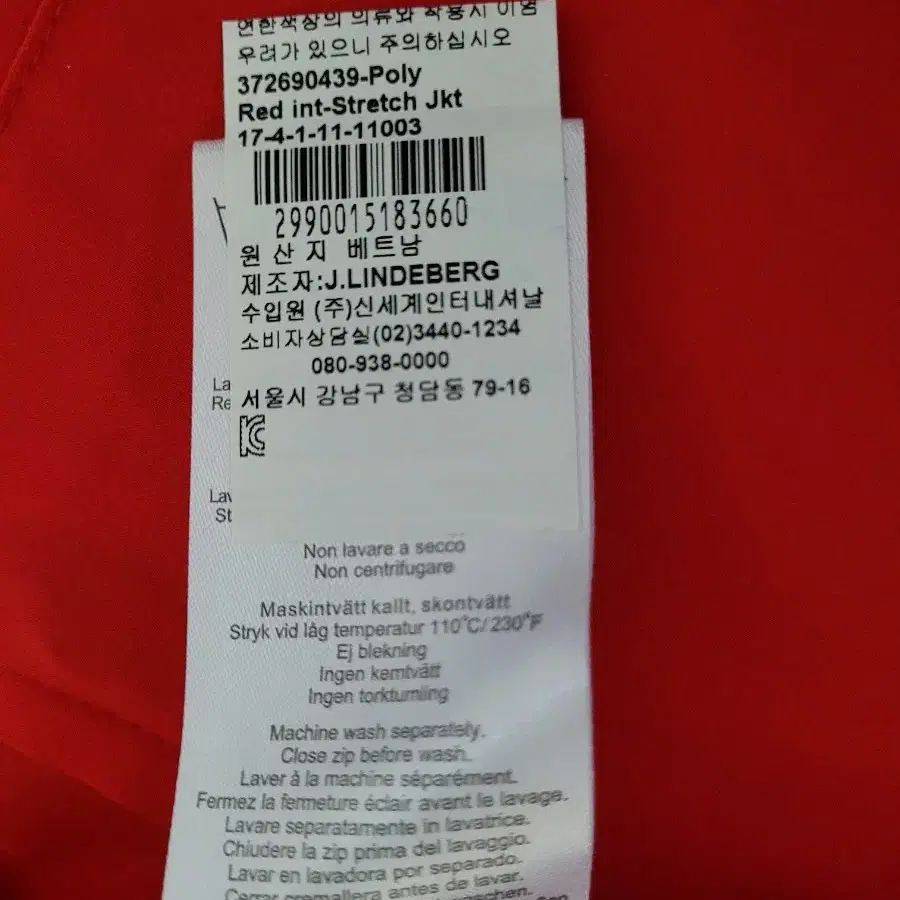 연한색상의 의류와 착용시 이염
우려가 있으니 주의하십시오
372690439-Poly
Red int-Stretch Jkt
17-4-1-11-11003
2990015183660
원 산 지 베트남
제조자:J.LINDEBERG
수입원 (주)신세계인터내셔날
소비자상담실(02)3440-1234
080-938-0000
서울시 강남구 청담동 79-16
La
Re
Lav
St
Non lavare a secco
Non centrifugare
Maskintvätt kallt, skontvätt
Stryk vid låg temperatur 110°C/ 230°F
Ej blekning
Ingen kemtvätt
Ingen torktumling
Machine wash separately.
Close zip before wash.
Laver à la machine séparément.
Fermez la fermeture éclair avant le lavage.
Lavare separatamente in lavatrice.
Chiudere la zip prima del lavaggio.
Lavar en lavadora por separado.
Cerrar cremallera antes de lavar.